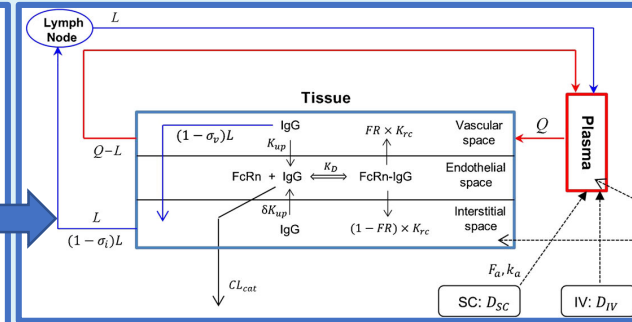 Lymph
Node
L
Tissue
Plasma
Q
Q−L
(1 − σ_v)L
IgG
FR × K_rc
Vascular
space
K_up
K_D
FcRn + IgG ⟺ FcRn-IgG
Endothelial
space
δK_up
IgG
(1 − FR) × K_rc
Interstitial
space
L
(1 − σ_i)L
CL_cat
F_a, k_a
SC: D_SC
IV: D_IV